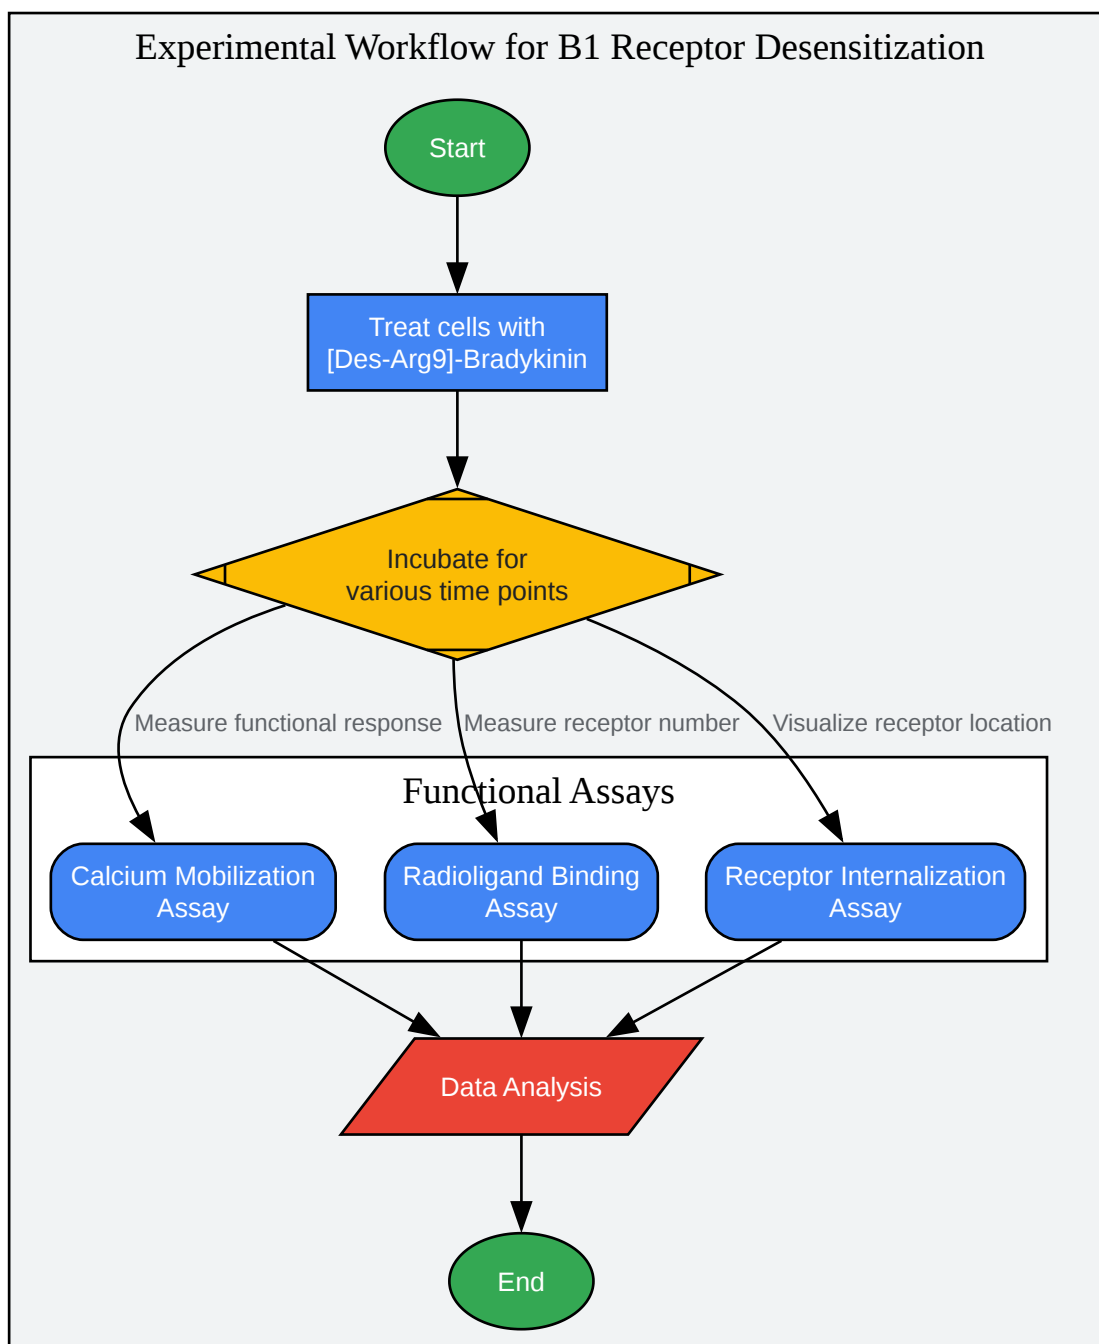 Experimental Workflow for B1 Receptor Desensitization
Start
Treat cells with
[Des-Arg9]-Bradykinin
Incubate for
various time points
Measure functional response
Measure receptor number
Visualize receptor location
Functional Assays
Calcium Mobilization
Assay
Radioligand Binding
Assay
Receptor Internalization
Assay
Data Analysis
End